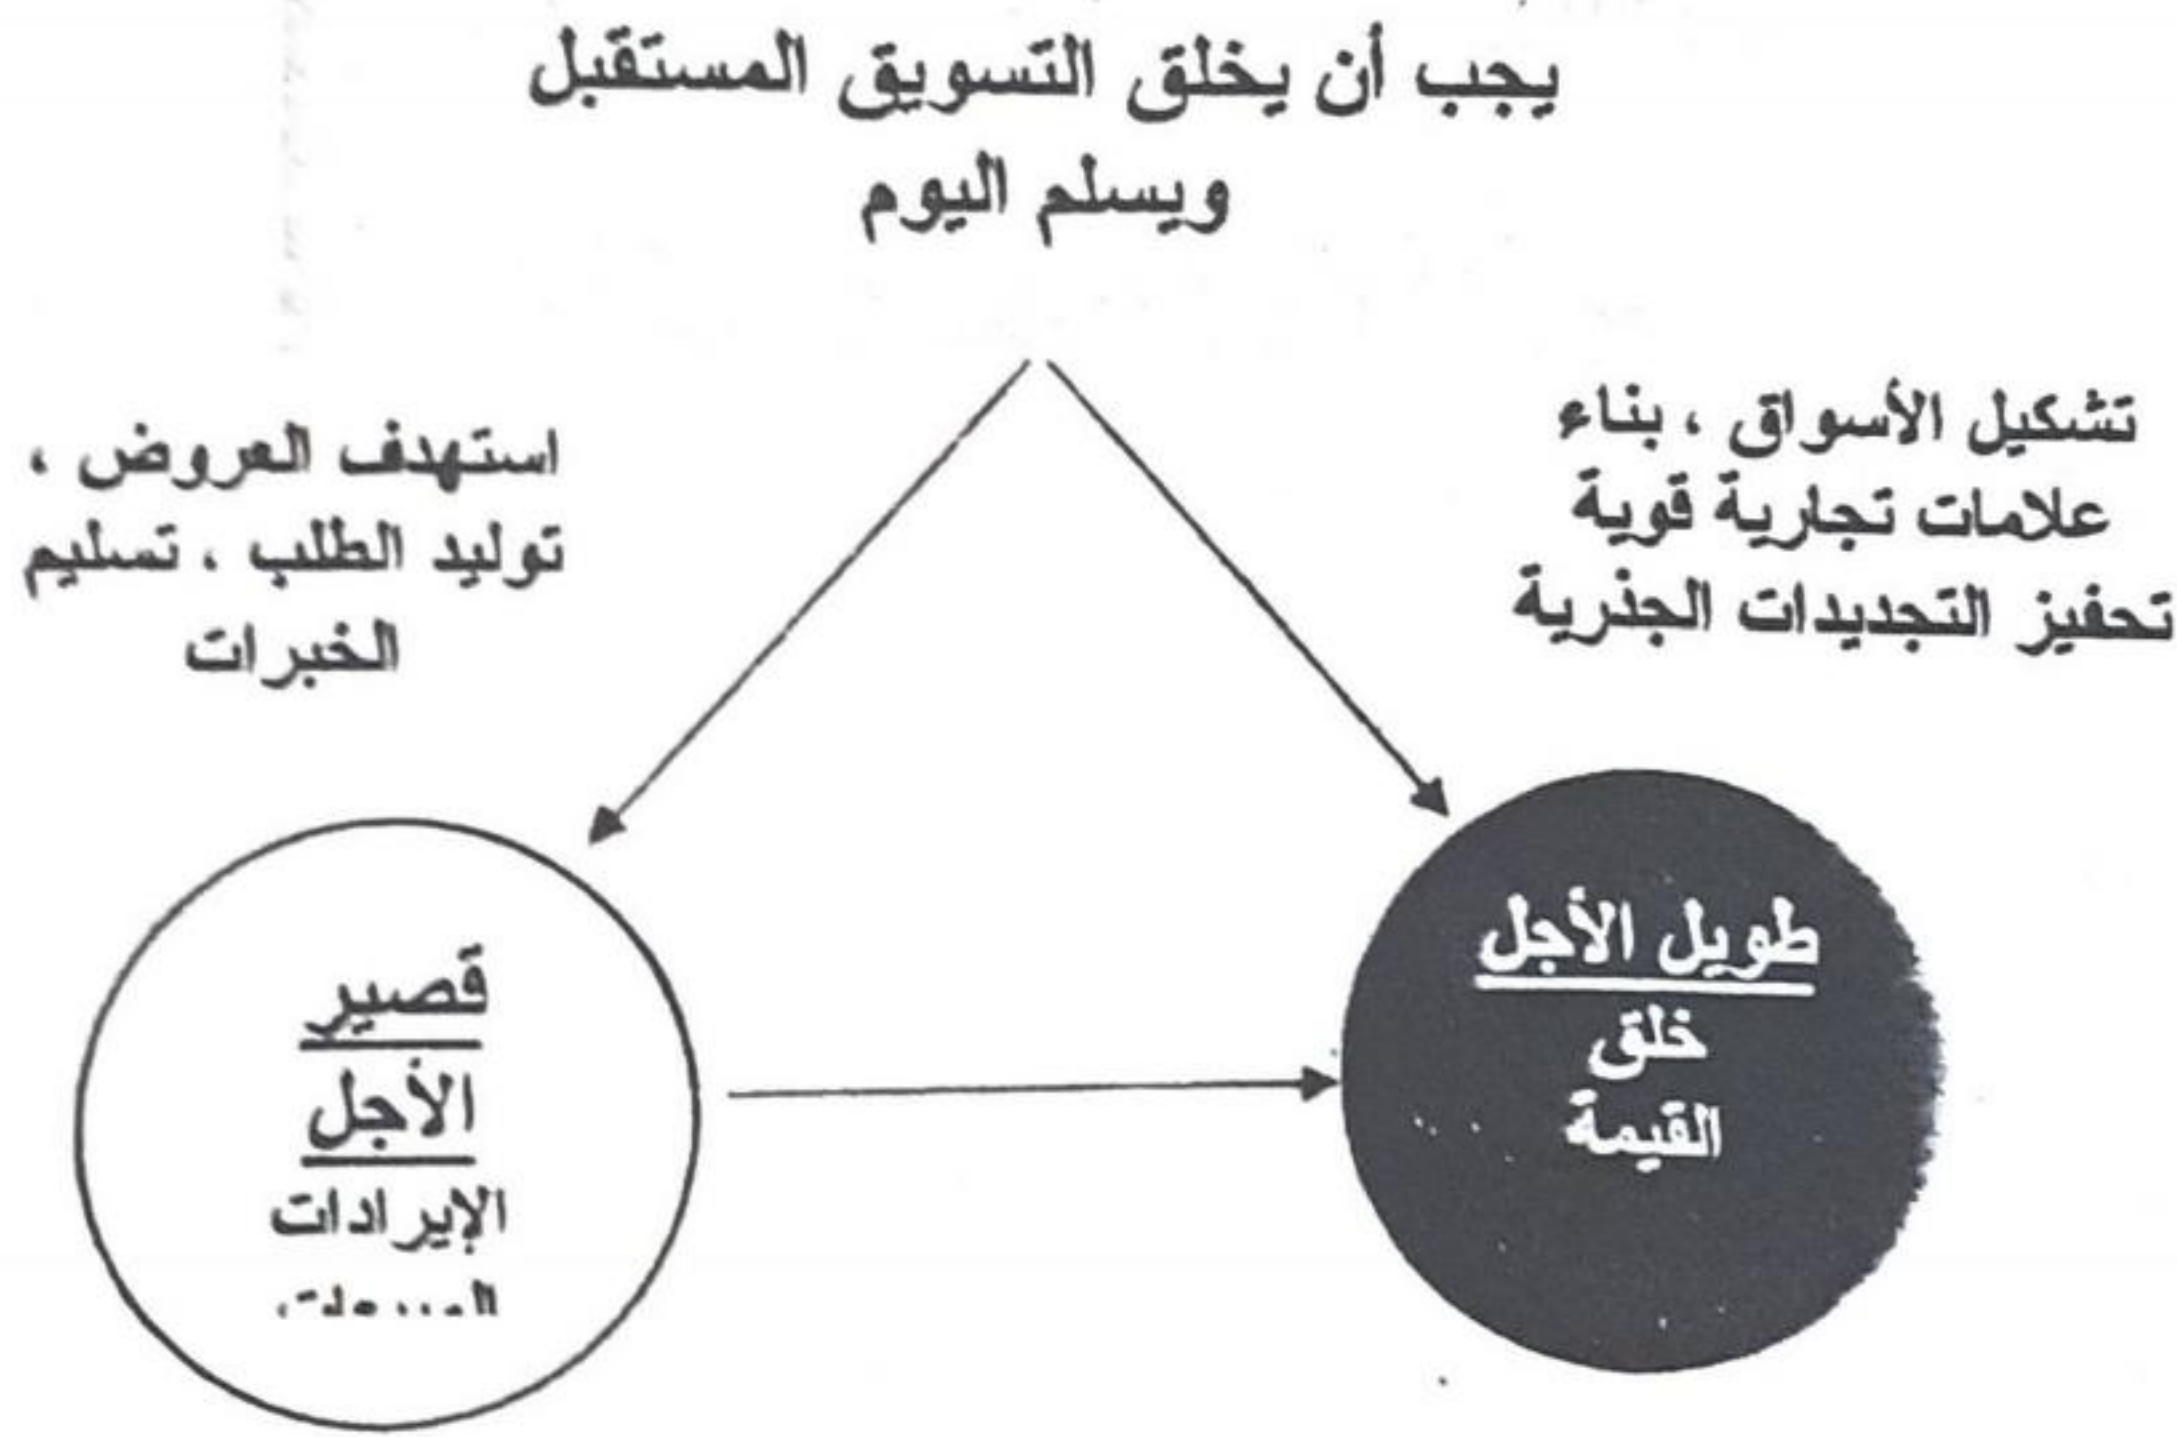 يجب أن يخلق التسويق المستقبل
ويسلم اليوم
تشكيل الأسواق ، بناء
علامات تجارية قوية
تحفيز التجديدات الجذرية
استهدف العروض ،
توليد الطلب ، تسليم
الخبرات
طويل الأجل
خلق
القيمة
قصير
الأجل
الإيرادات